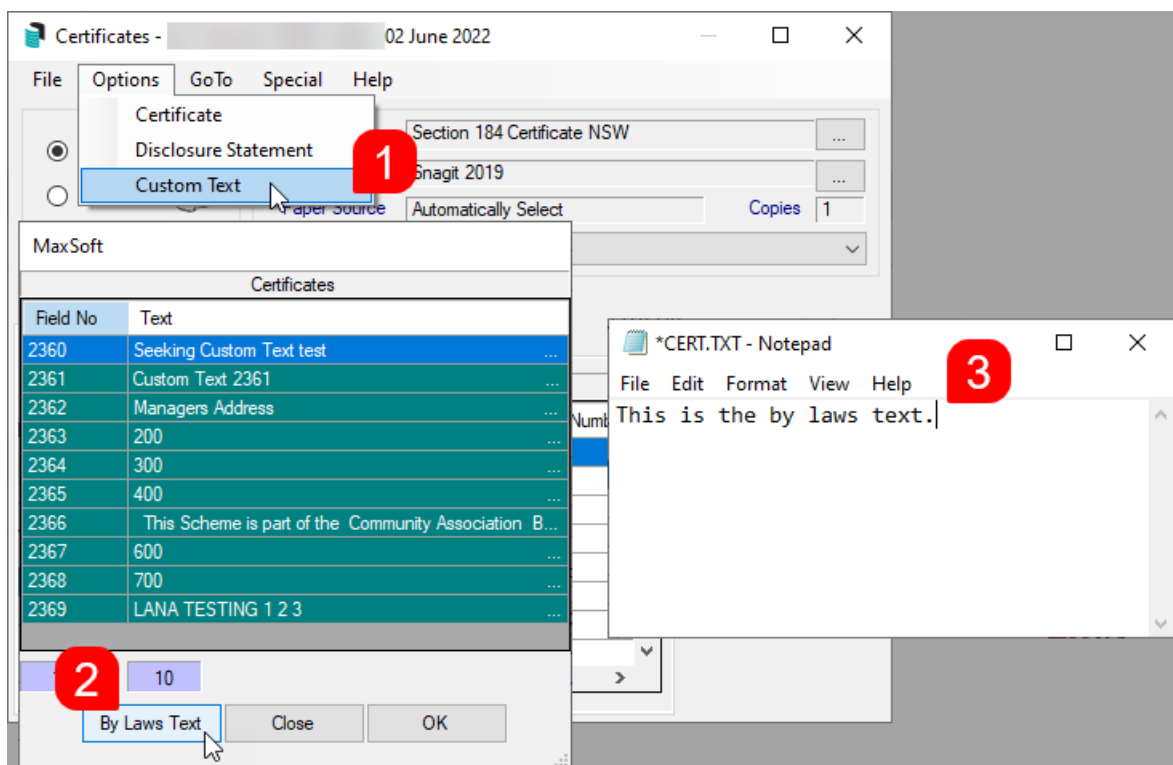 Certificates - 02 June 2022
File Options GoTo Special Help
Certificate
Disclosure Statement
Custom Text
1
Section 184 Certificate NSW
...
Snagit 2019
...
Paper Source Automatically Select Copies 1
MaxSoft
Certificates
Field No Text
2360 Seeking Custom Text test ...
2361 Custom Text 2361 ...
2362 Managers Address ...
2363 200 ...
2364 300 ...
2365 400 ...
2366 This Scheme is part of the Community Association B...
2367 600 ...
2368 700 ...
2369 LANA TESTING 1 2 3 ...
2
10
By Laws Text Close OK
*CERT.TXT - Notepad
3
File Edit Format View Help
This is the by laws text.